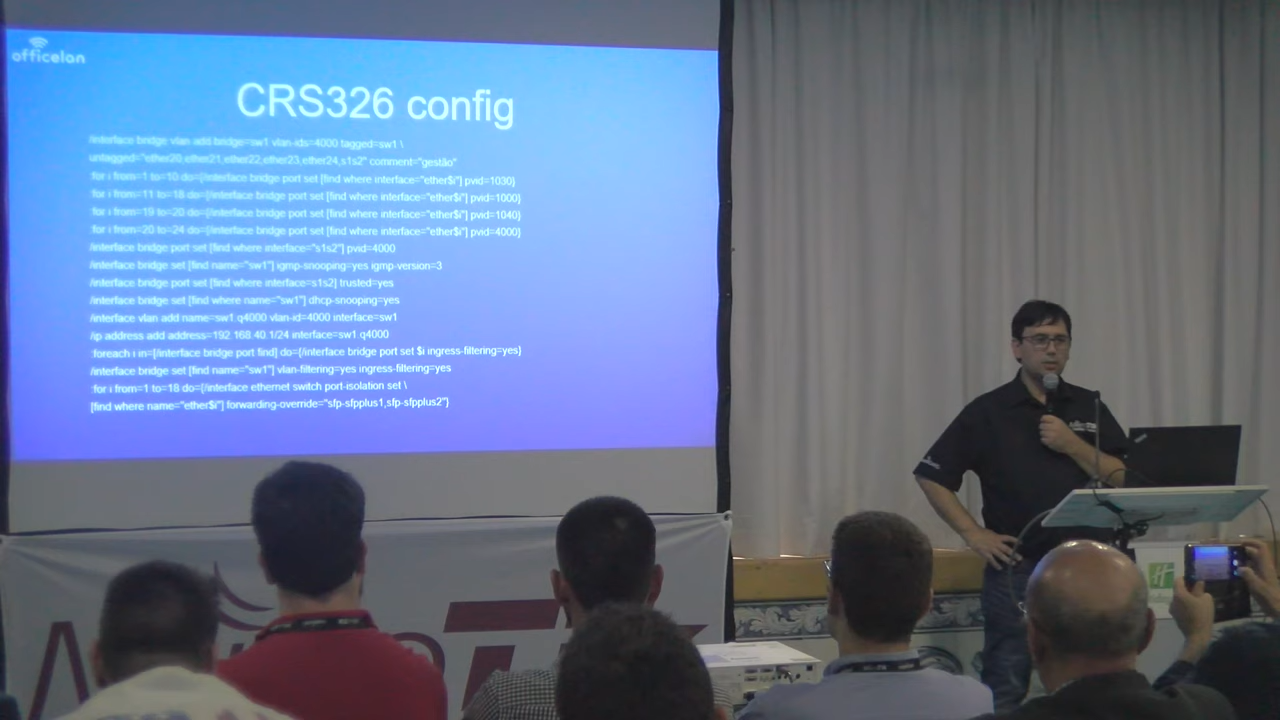 officelan
CRS326 config
/interface bridge vlan add bridge=sw1 vlan-ids=4000 tagged=sw1 \
untagged="ether20,ether21,ether22,ether23,ether24,s1s2" comment="gestão"
:for i from=1 to=10 do={/interface bridge port set [find where interface="ether$i"] pvid=1030}
:for i from=11 to=18 do={/interface bridge port set [find where interface="ether$i"] pvid=1000}
:for i from=19 to=20 do={/interface bridge port set [find where interface="ether$i"] pvid=1040}
:for i from=20 to=24 do={/interface bridge port set [find where interface="ether$i"] pvid=4000}
/interface bridge port set [find where interface="s1s2"] pvid=4000
/interface bridge set [find name="sw1"] igmp-snooping=yes igmp-version=3
/interface bridge port set [find where interface=s1s2] trusted=yes
/interface bridge set [find where name="sw1"] dhcp-snooping=yes
/interface vlan add name=sw1.q4000 vlan-id=4000 interface=sw1
/ip address add address=192.168.40.1/24 interface=sw1.q4000
:foreach i in=[/interface bridge port find] do={/interface bridge port set $i ingress-filtering=yes}
/interface bridge set [find name="sw1"] vlan-filtering=yes ingress-filtering=yes
:for i from=1 to=18 do={/interface ethernet switch port-isolation set \
[find where name="ether$i"] forwarding-override="sfp-sfpplus1,sfp-sfpplus2"}